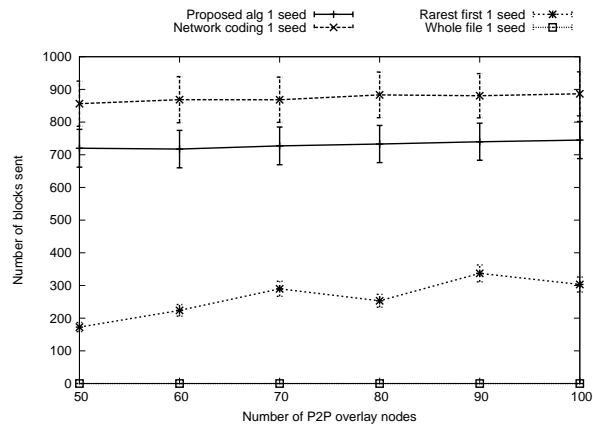 Proposed alg 1 seed
Network coding 1 seed
Rarest first 1 seed
Whole file 1 seed
1000
900
800
700
600
500
400
300
200
100
0
Number of blocks sent
50 60 70 80 90 100
Number of P2P overlay nodes